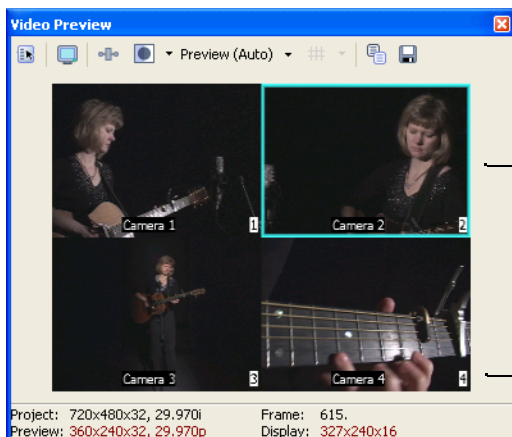 Video Preview
Preview (Auto)
Camera 1
1
Camera 2
2
Camera 3
3
Camera 4
4
Project: 720x480x32, 29.970i Frame: 615.
Preview: 360x240x32, 29.970p Display: 327x240x16